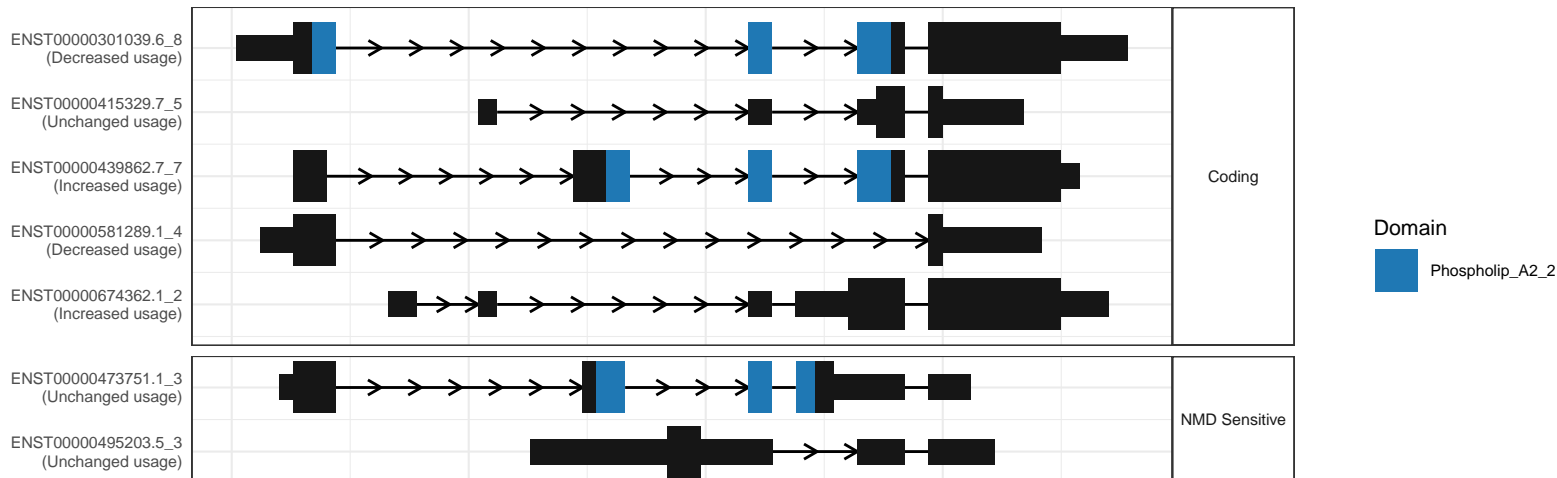 ENST00000301039.6_8
(Decreased usage)
ENST00000415329.7_5
(Unchanged usage)
ENST00000439862.7_7
(Increased usage)
ENST00000581289.1_4
(Decreased usage)
ENST00000674362.1_2
(Increased usage)
Coding
ENST00000473751.1_3
(Unchanged usage)
ENST00000495203.5_3
(Unchanged usage)
NMD Sensitive
Domain
Phospholip_A2_2